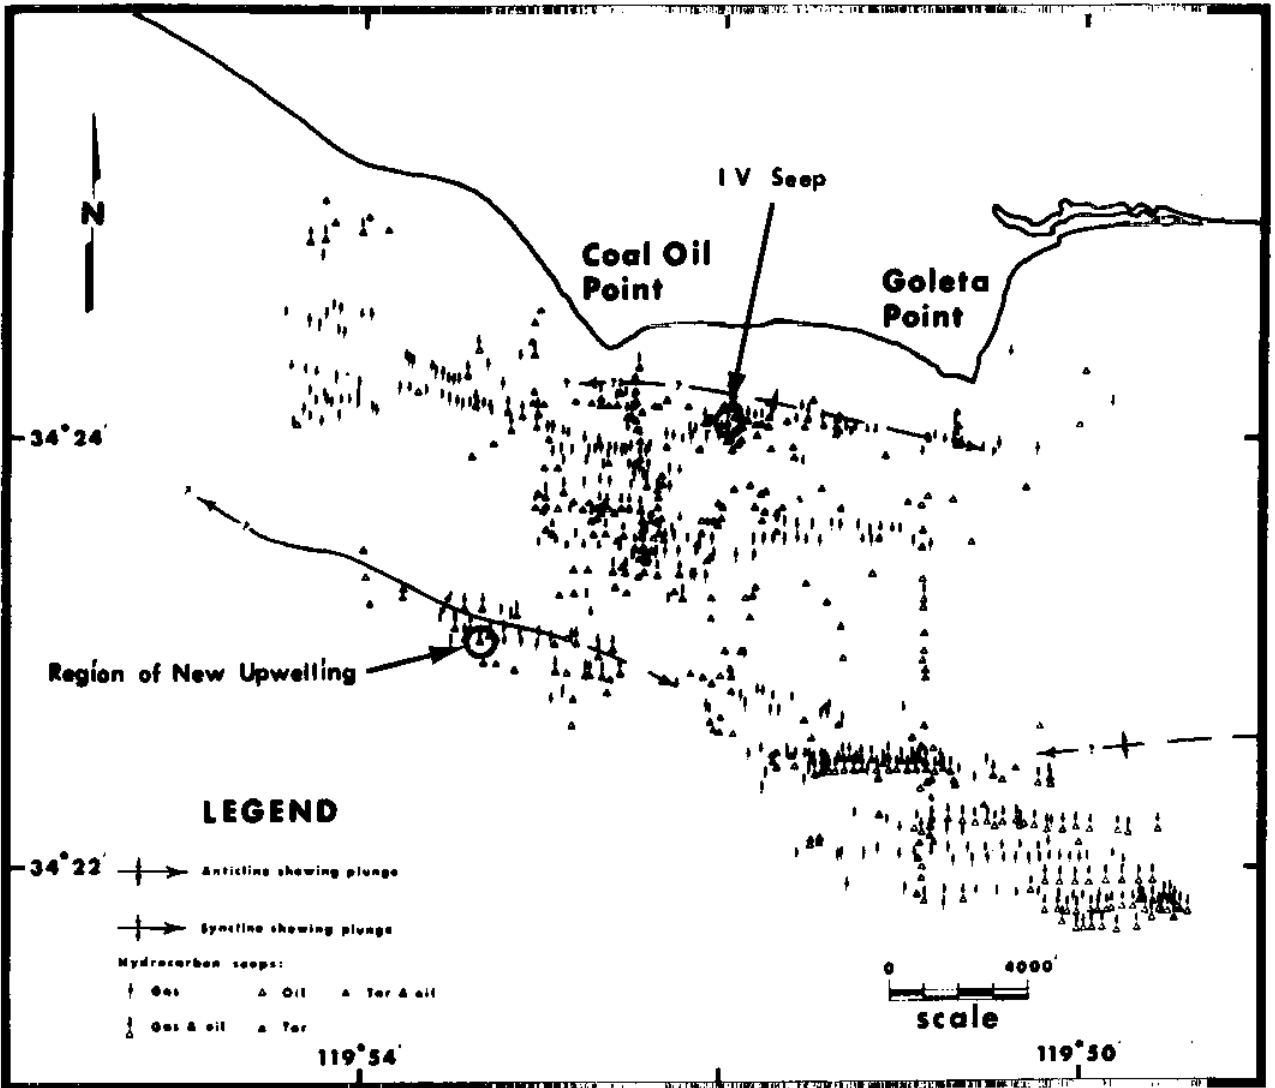 I V Seep
N
Coal Oil
Point
Goleta
Point
34°24'
?
?
?
?
?
Region of New Upwelling
?
LEGEND
34°22'
Anticline showing plunge
Syncline showing plunge
Hydrocarbon seeps:
Gas
Oil
Tar & oil
Gas & oil
Tar
0 4000'
scale
119°54'
119°50'